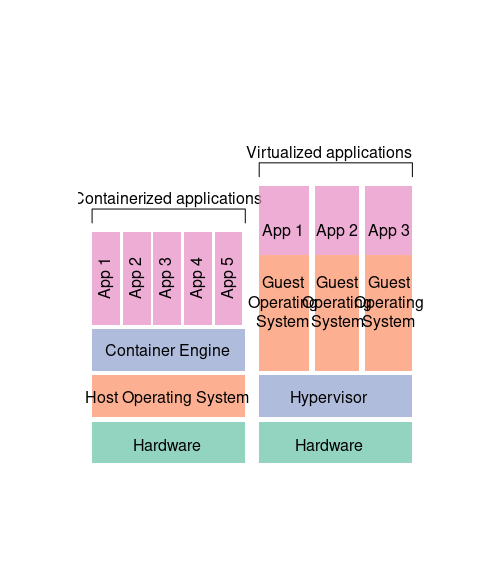 Virtualized applications
Containerized applications
App 1
App 2
App 3
App 4
App 5
Container Engine
Host Operating System
Hardware
App 1
App 2
App 3
Guest
Operating
System
Guest
Operating
System
Guest
Operating
System
Hypervisor
Hardware